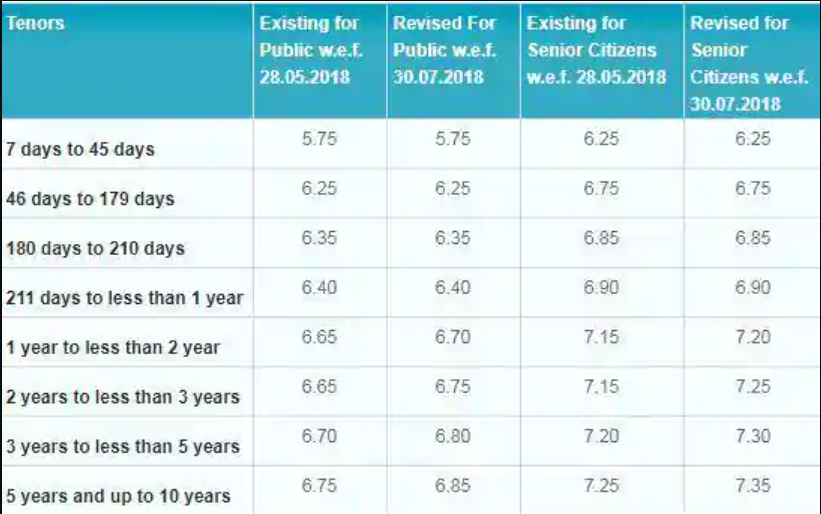 Tenors Existing for Public w.e.f. 28.05.2018 Revised For Public w.e.f. 30.07.2018 Existing for Senior Citizens w.e.f. 28.05.2018 Revised for Senior Citizens w.e.f. 30.07.2018
7 days to 45 days 5.75 5.75 6.25 6.25
46 days to 179 days 6.25 6.25 6.75 6.75
180 days to 210 days 6.35 6.35 6.85 6.85
211 days to less than 1 year 6.40 6.40 6.90 6.90
1 year to less than 2 year 6.65 6.70 7.15 7.20
2 years to less than 3 years 6.65 6.75 7.15 7.25
3 years to less than 5 years 6.70 6.80 7.20 7.30
5 years and up to 10 years 6.75 6.85 7.25 7.35